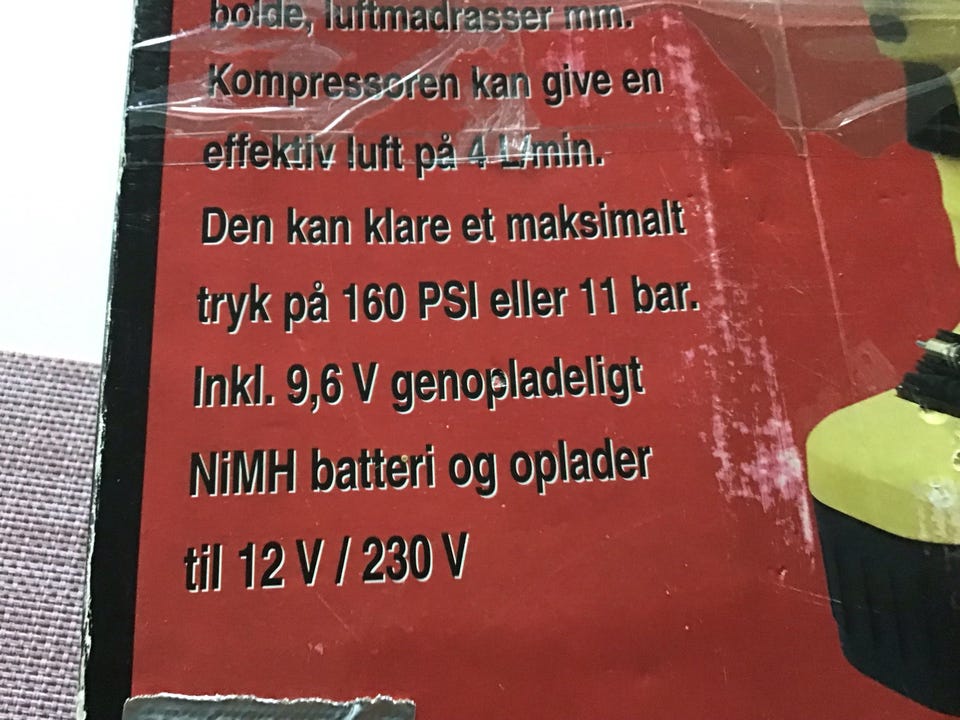 bolde, luftmadrasser mm.
Kompressoren kan give en
effektiv luft på 4 L/min.
Den kan klare et maksimalt
tryk på 160 PSI eller 11 bar.
Inkl. 9,6 V genopladeligt
NiMH batteri og oplader
til 12 V / 230 V